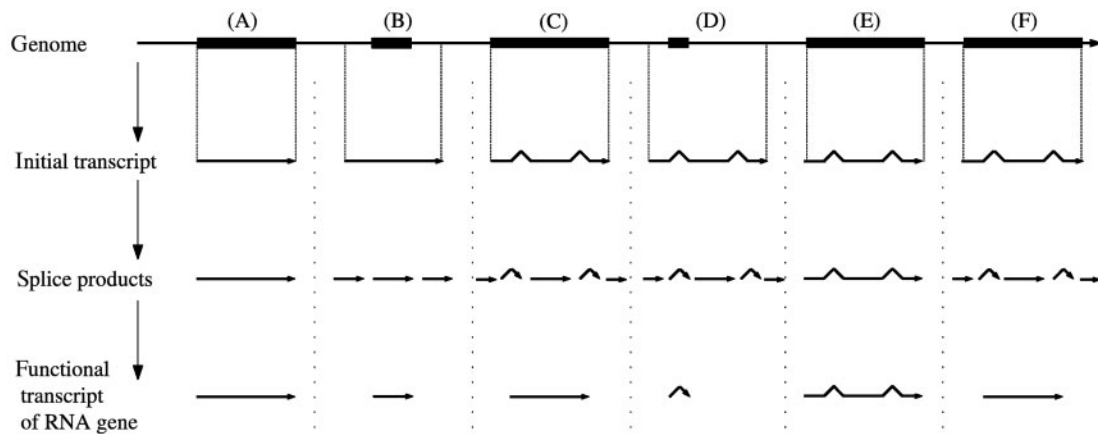 (A) (B) (C) (D) (E) (F)
Genome
Initial transcript
Splice products
Functional
transcript
of RNA gene